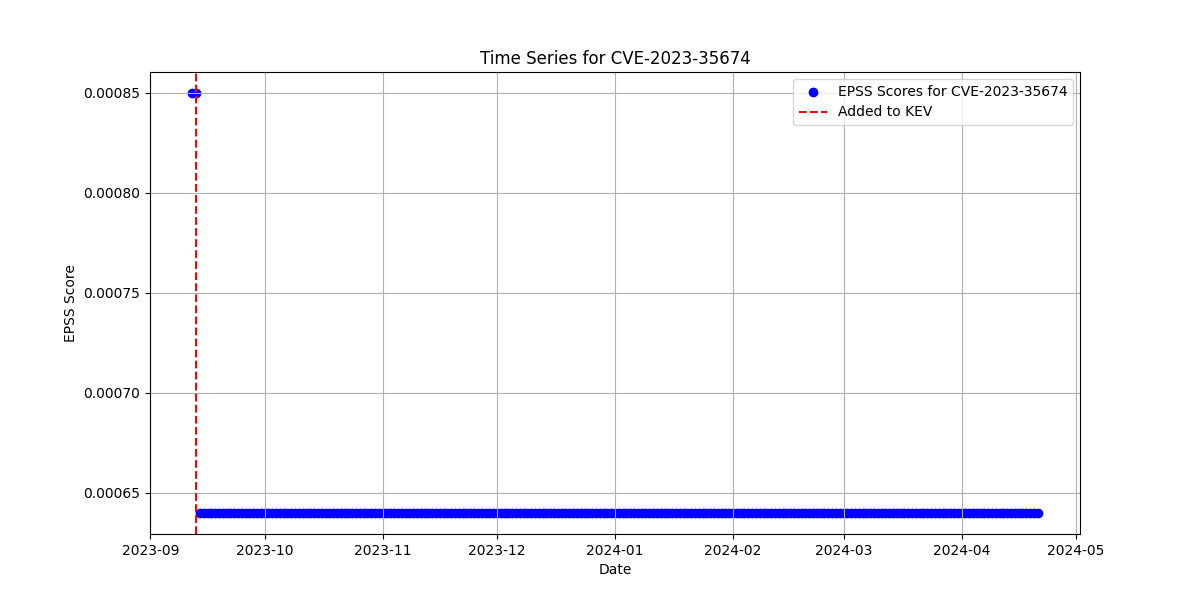 Time Series for CVE-2023-35674
EPSS Scores for CVE-2023-35674
Added to KEV
EPSS Score
0.00085
0.00080
0.00075
0.00070
0.00065
2023-09 2023-10 2023-11 2023-12 2024-01 2024-02 2024-03 2024-04 2024-05
Date